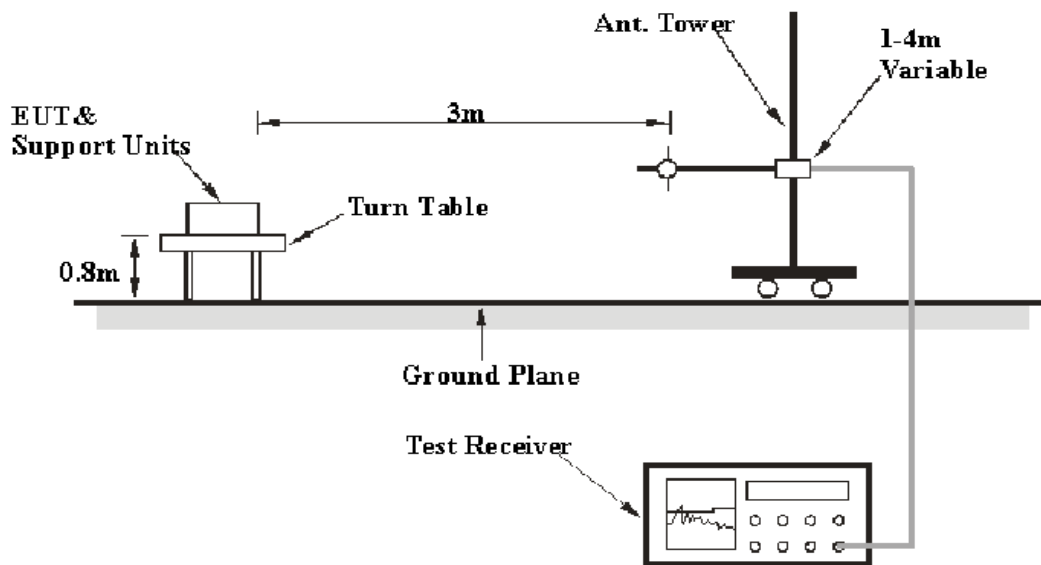 Ant. Tower
1-4m
Variable
EUT&
Support Units
3m
Turn Table
0.8m
Ground Plane
Test Receiver